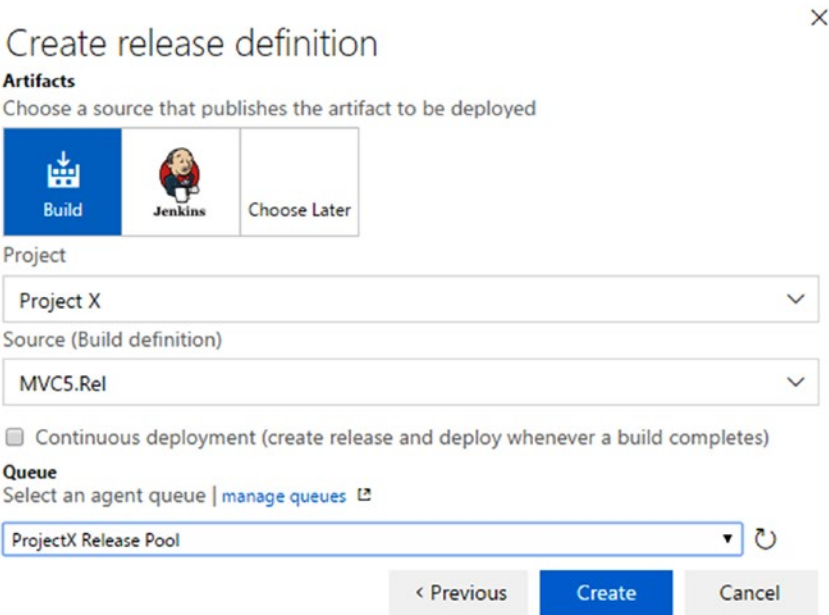 Create release definition
Artifacts
Choose a source that publishes the artifact to be deployed
Build
Jenkins
Choose Later
Project
Project X
Source (Build definition)
MVC5.Rel
Continuous deployment (create release and deploy whenever a build completes)
Queue
Select an agent queue | manage queues
ProjectX Release Pool
< Previous
Create
Cancel